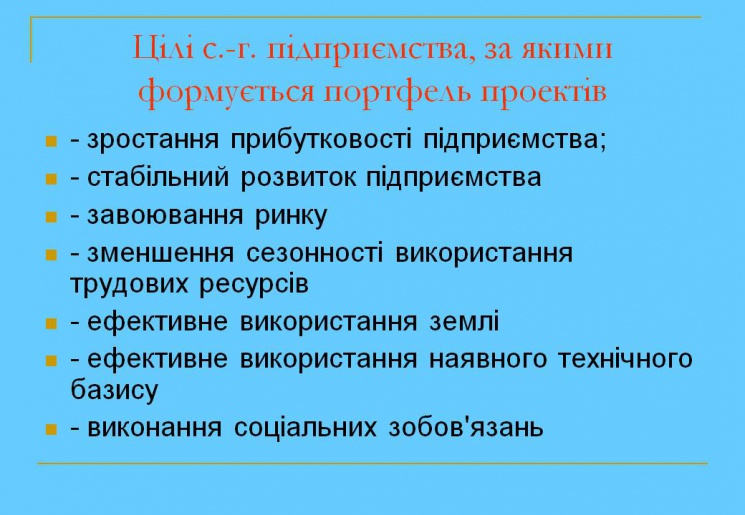 Цілі с.-г. підприємства, за якими
формується портфель проектів
- зростання прибутковості підприємства;
- стабільний розвиток підприємства
- завоювання ринку
- зменшення сезонності використання
трудових ресурсів
- ефективне використання землі
- ефективне використання наявного технічного
базису
- виконання соціальних зобов'язань